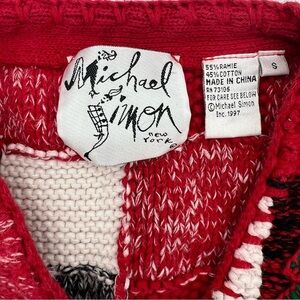 Michael
Simon
new
york
55% RAMIE
45% COTTON
MADE IN CHINA
RN 73106
FOR CARE SEE BELOW
©Michael Simon
Inc. 1997
S